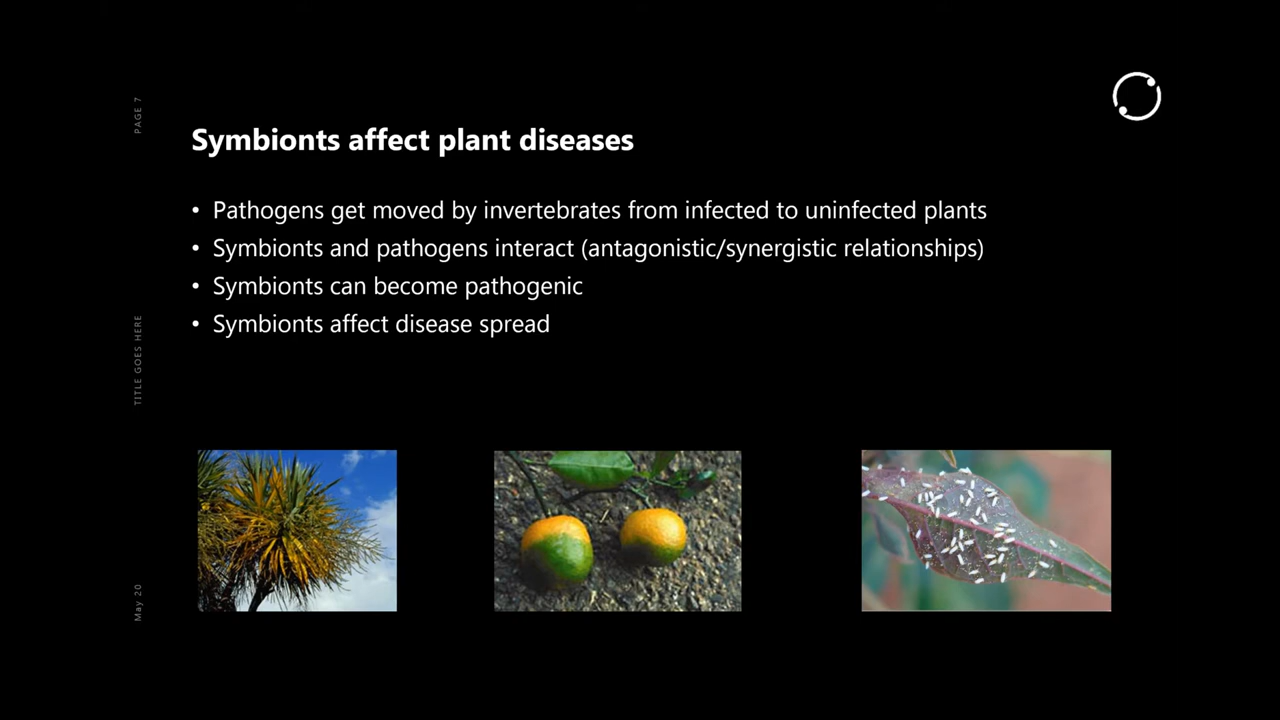 PAGE 7
Symbionts affect plant diseases
• Pathogens get moved by invertebrates from infected to uninfected plants
• Symbionts and pathogens interact (antagonistic/synergistic relationships)
• Symbionts can become pathogenic
• Symbionts affect disease spread
TITLE GOES HERE
May 20